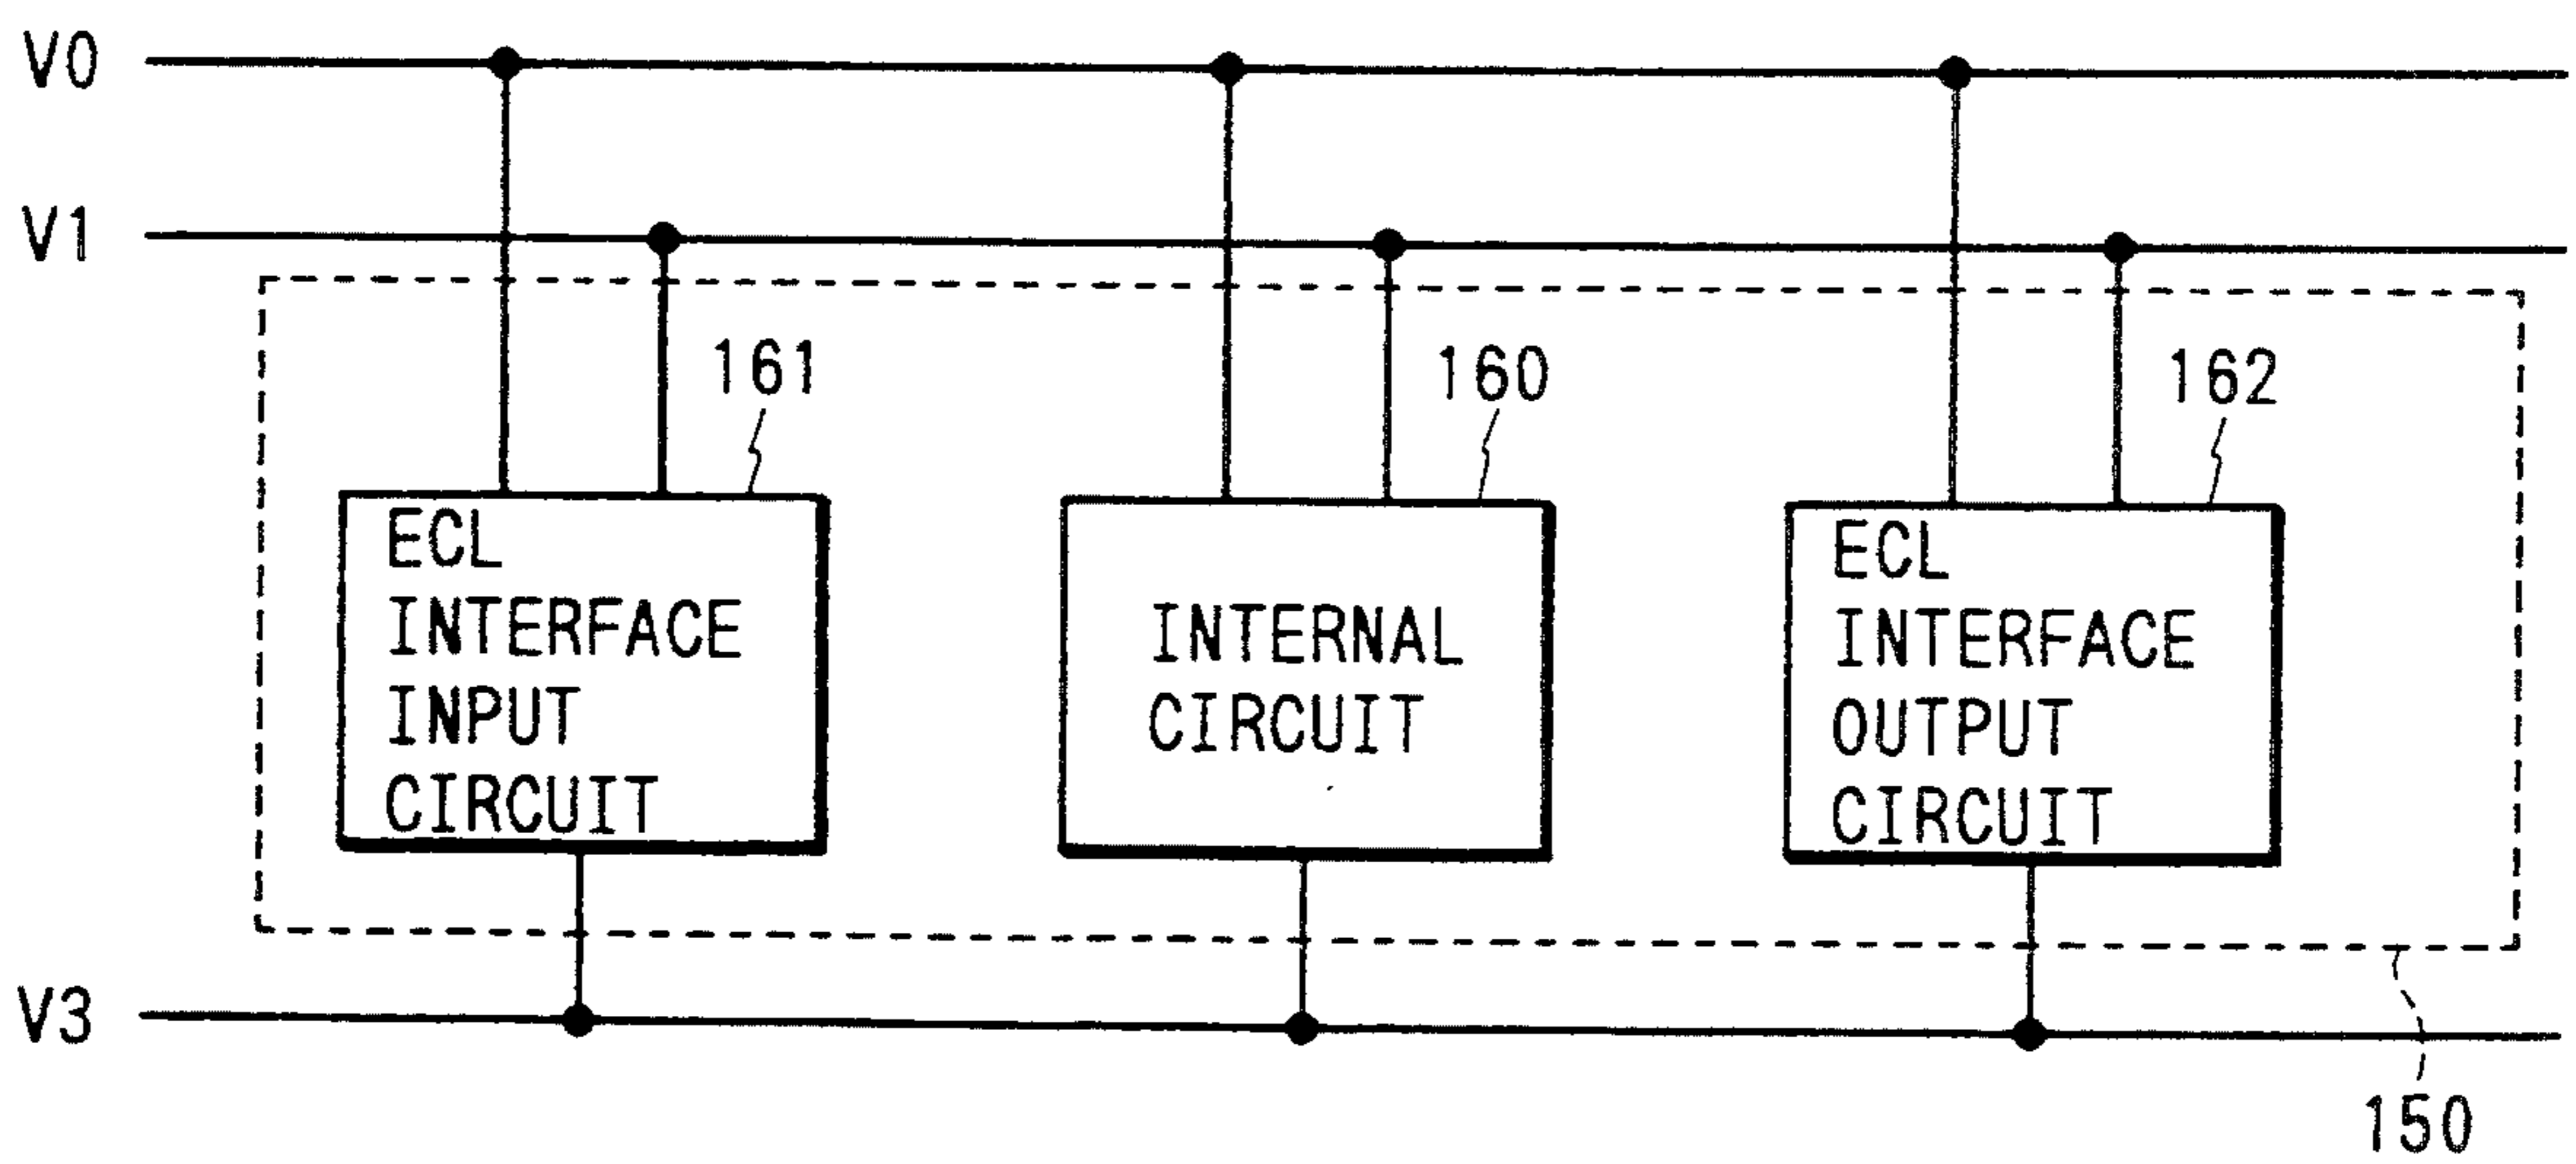 V0
V1
161
160
162
ECL
INTERFACE
INPUT
CIRCUIT
INTERNAL
CIRCUIT
ECL
INTERFACE
OUTPUT
CIRCUIT
V3
150